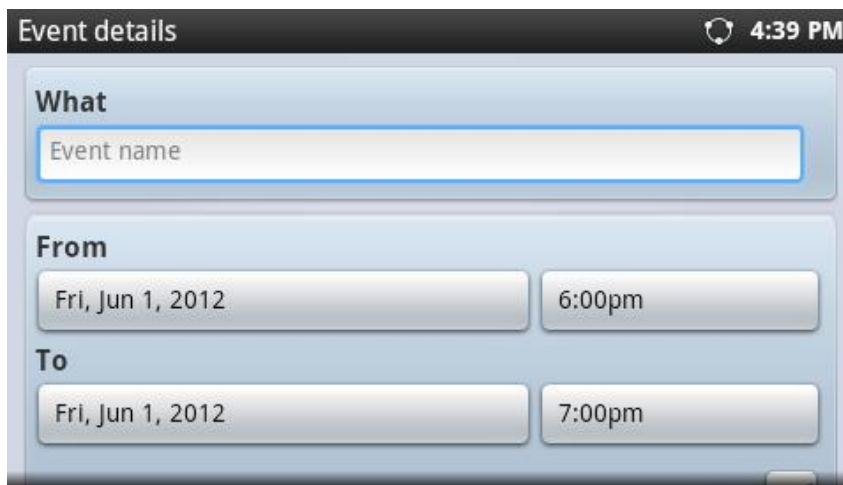 Event details 4:39 PM
What
Event name
From
Fri, Jun 1, 2012 6:00pm
To
Fri, Jun 1, 2012 7:00pm